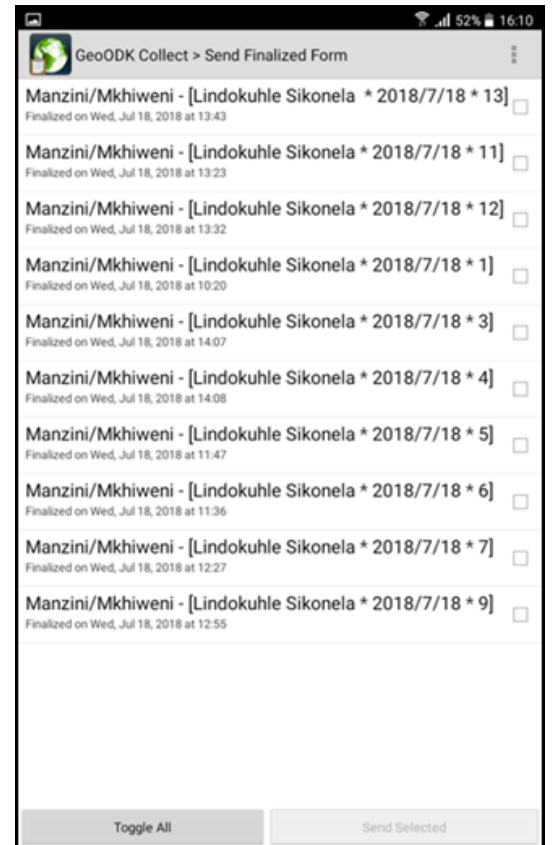 52% 16:10
GeoODK Collect > Send Finalized Form
Manzini/Mkhiweni - [Lindokuhle Sikonela * 2018/7/18 * 13]
Finalized on Wed, Jul 18, 2018 at 13:43
Manzini/Mkhiweni - [Lindokuhle Sikonela * 2018/7/18 * 11]
Finalized on Wed, Jul 18, 2018 at 13:23
Manzini/Mkhiweni - [Lindokuhle Sikonela * 2018/7/18 * 12]
Finalized on Wed, Jul 18, 2018 at 13:32
Manzini/Mkhiweni - [Lindokuhle Sikonela * 2018/7/18 * 1]
Finalized on Wed, Jul 18, 2018 at 10:20
Manzini/Mkhiweni - [Lindokuhle Sikonela * 2018/7/18 * 3]
Finalized on Wed, Jul 18, 2018 at 14:07
Manzini/Mkhiweni - [Lindokuhle Sikonela * 2018/7/18 * 4]
Finalized on Wed, Jul 18, 2018 at 14:08
Manzini/Mkhiweni - [Lindokuhle Sikonela * 2018/7/18 * 5]
Finalized on Wed, Jul 18, 2018 at 11:47
Manzini/Mkhiweni - [Lindokuhle Sikonela * 2018/7/18 * 6]
Finalized on Wed, Jul 18, 2018 at 11:36
Manzini/Mkhiweni - [Lindokuhle Sikonela * 2018/7/18 * 7]
Finalized on Wed, Jul 18, 2018 at 12:27
Manzini/Mkhiweni - [Lindokuhle Sikonela * 2018/7/18 * 9]
Finalized on Wed, Jul 18, 2018 at 12:55
Toggle All
Send Selected